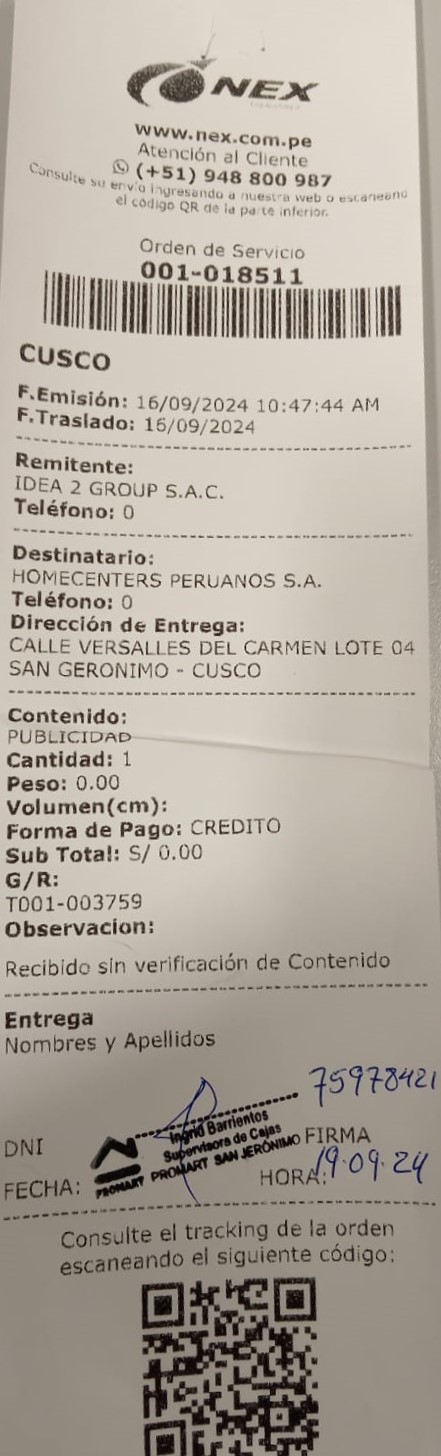 NEX
www.nex.com.pe
Atención al Cliente
(+51) 948 800 987
Consulte su envío ingresando a nuestra web o escaneando
el código QR de la parte inferior.
Orden de Servicio
001-018511
CUSCO
F.Emisión: 16/09/2024 10:47:44 AM
F.Traslado: 16/09/2024
Remitente:
IDEA 2 GROUP S.A.C.
Teléfono: 0
Destinatario:
HOMECENTERS PERUANOS S.A.
Teléfono: 0
Dirección de Entrega:
CALLE VERSALLES DEL CARMEN LOTE 04
SAN GERONIMO - CUSCO
Contenido:
PUBLICIDAD
Cantidad: 1
Peso: 0.00
Volumen(cm):
Forma de Pago: CREDITO
Sub Total: S/ 0.00
G/R:
T001-003759
Observacion:
Recibido sin verificación de Contenido
Entrega
Nombres y Apellidos
75978421
Ingrid Barrientos
Supervisora de Cajas
PROMART PROMART SAN JERÓNIMO
DNI FIRMA
FECHA: HORA: 19.09.24
Consulte el tracking de la orden
escaneando el siguiente código: